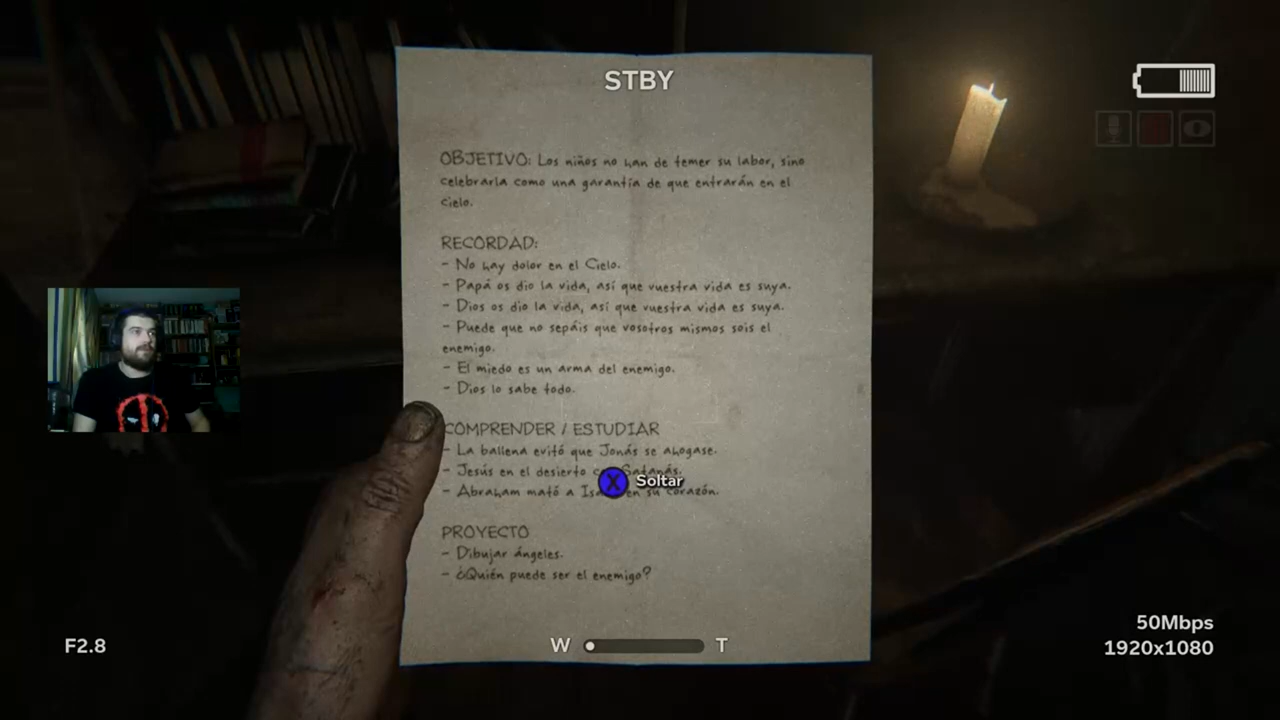 STBY
OBJETIVO: Los niños no han de temer su labor, sino
celebrarla como una garantía de que entrarán en el
cielo.
RECORDAD:
- No hay dolor en el Cielo.
- Papá os dio la vida, así que vuestra vida es suya.
- Dios os dio la vida, así que vuestra vida es suya.
- Puede que no sepáis que vosotros mismos sois el
enemigo.
- El miedo es un arma del enemigo.
- Dios lo sabe todo.
COMPRENDER / ESTUDIAR
- La ballena evitó que Jonás se ahogase.
- Jesús en el desierto con Satanás.
X Soltar
- Abraham mató a Isaac en su corazón.
PROYECTO
- Dibujar ángeles.
- ¿Quién puede ser el enemigo?
F2.8
W T
50Mbps
1920x1080